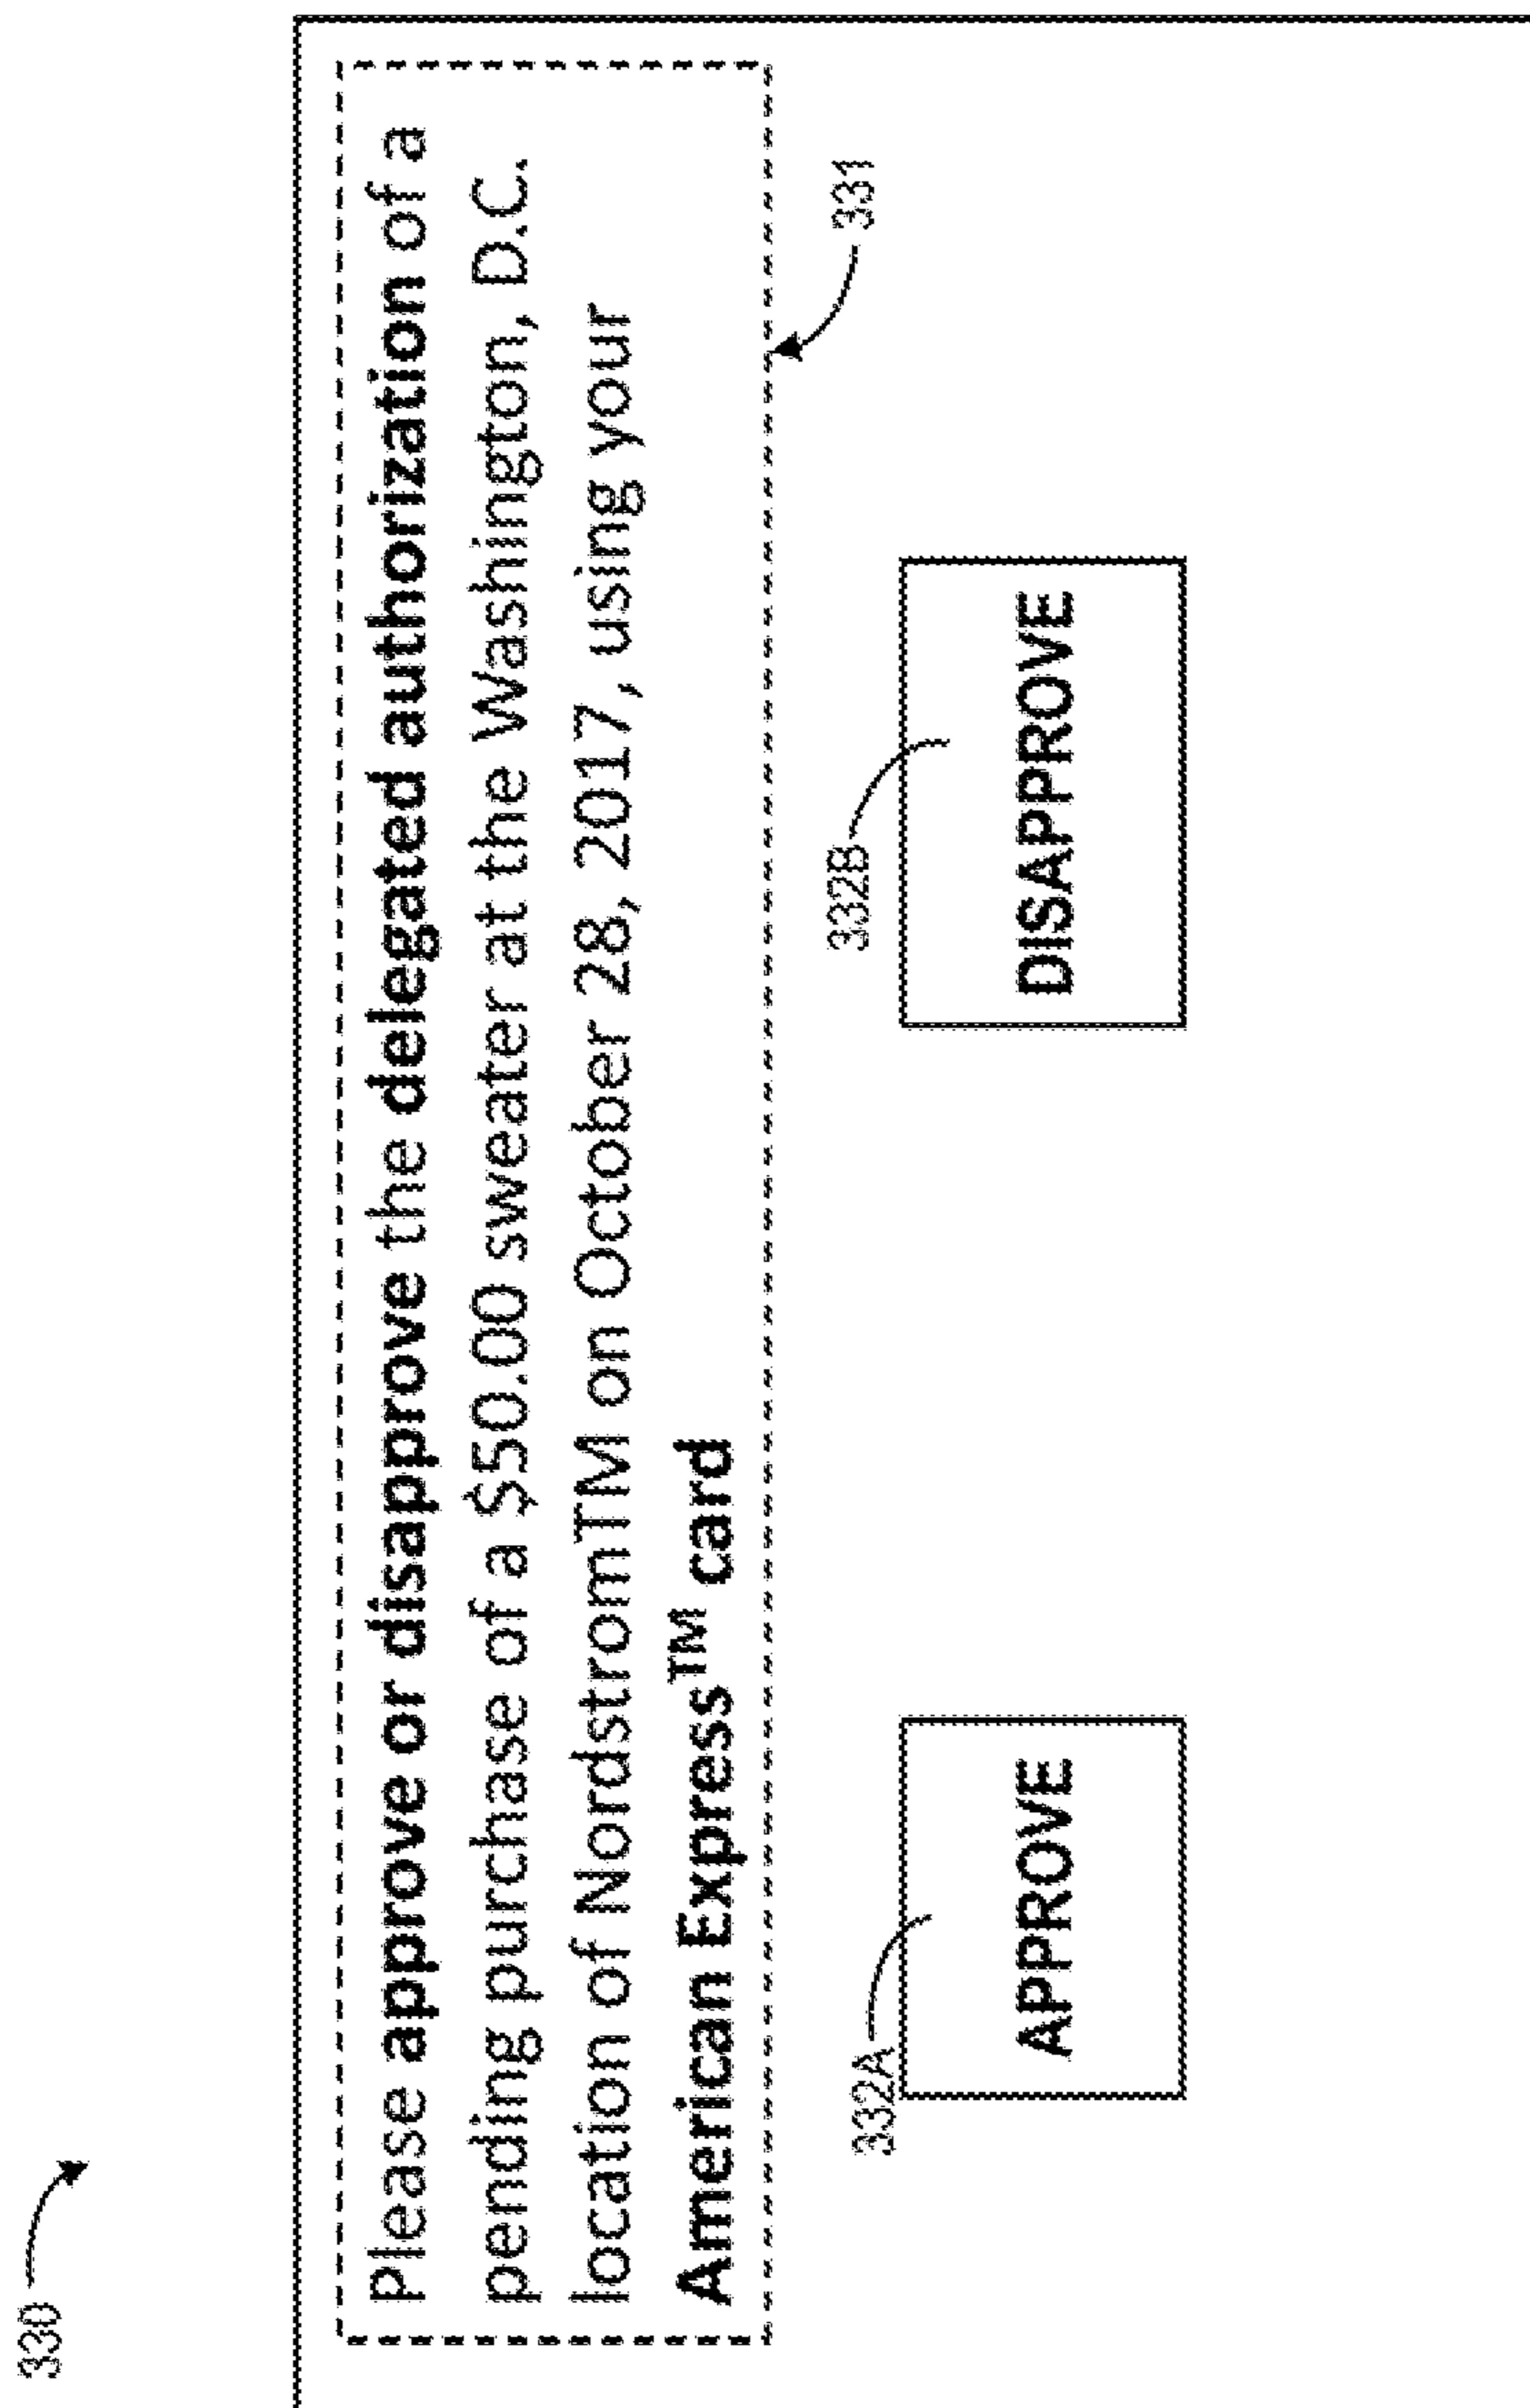 330
Please approve or disapprove the delegated authorization of a
pending purchase of a $50.00 sweater at the Washington, D.C.
location of NordstromTM on October 28, 2017, using your
American Express™ card
331
332A
APPROVE
332B
DISAPPROVE